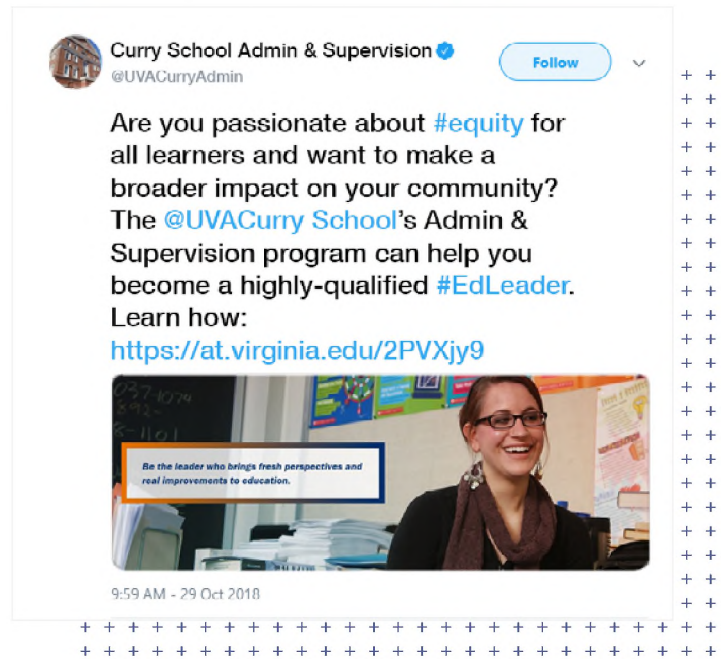 Curry School Admin & Supervision
@UVACurryAdmin
Follow
Are you passionate about #equity for
all learners and want to make a
broader impact on your community?
The @UVACurry School's Admin &
Supervision program can help you
become a highly-qualified #EdLeader.
Learn how:
https://at.virginia.edu/2PVXjy9
Be the leader who brings fresh perspectives and
real improvements to education.
9:59 AM - 29 Oct 2018